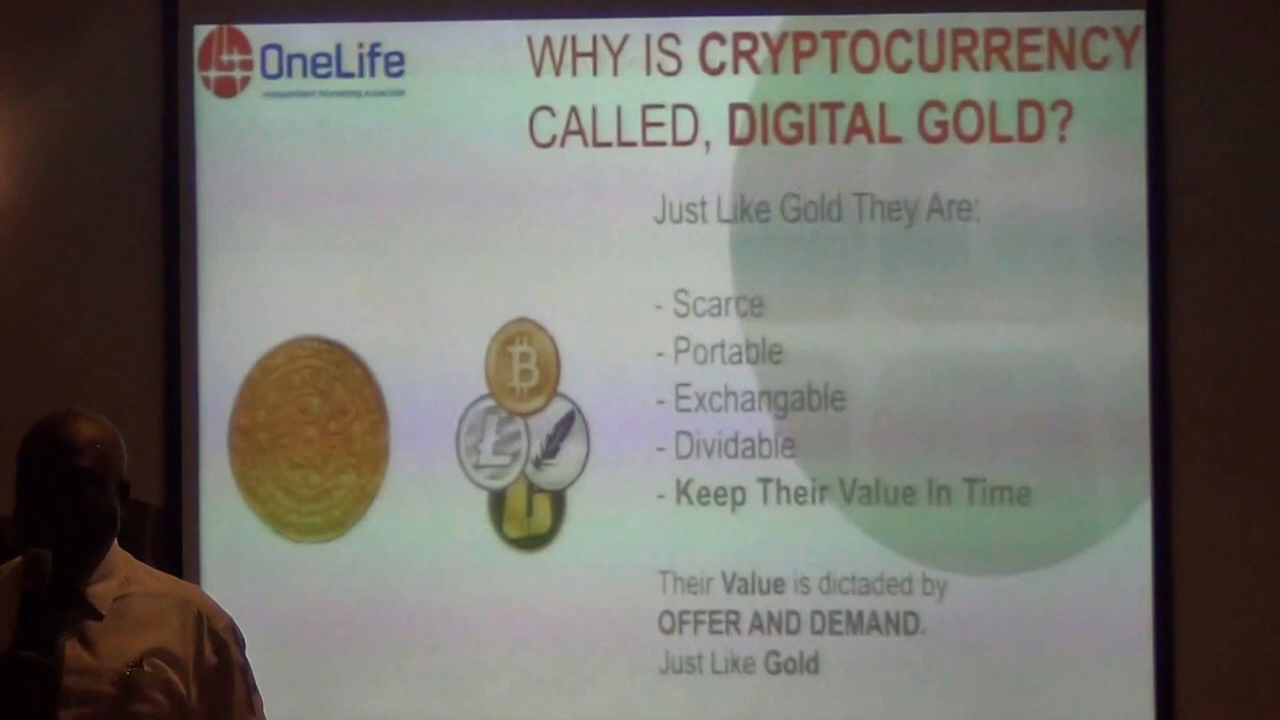 OneLife
WHY IS CRYPTOCURRENCY
CALLED, DIGITAL GOLD?
Just Like Gold They Are:
- Scarce
- Portable
- Exchangable
- Dividable
- Keep Their Value In Time
Their Value is dictaded by
OFFER AND DEMAND.
Just Like Gold